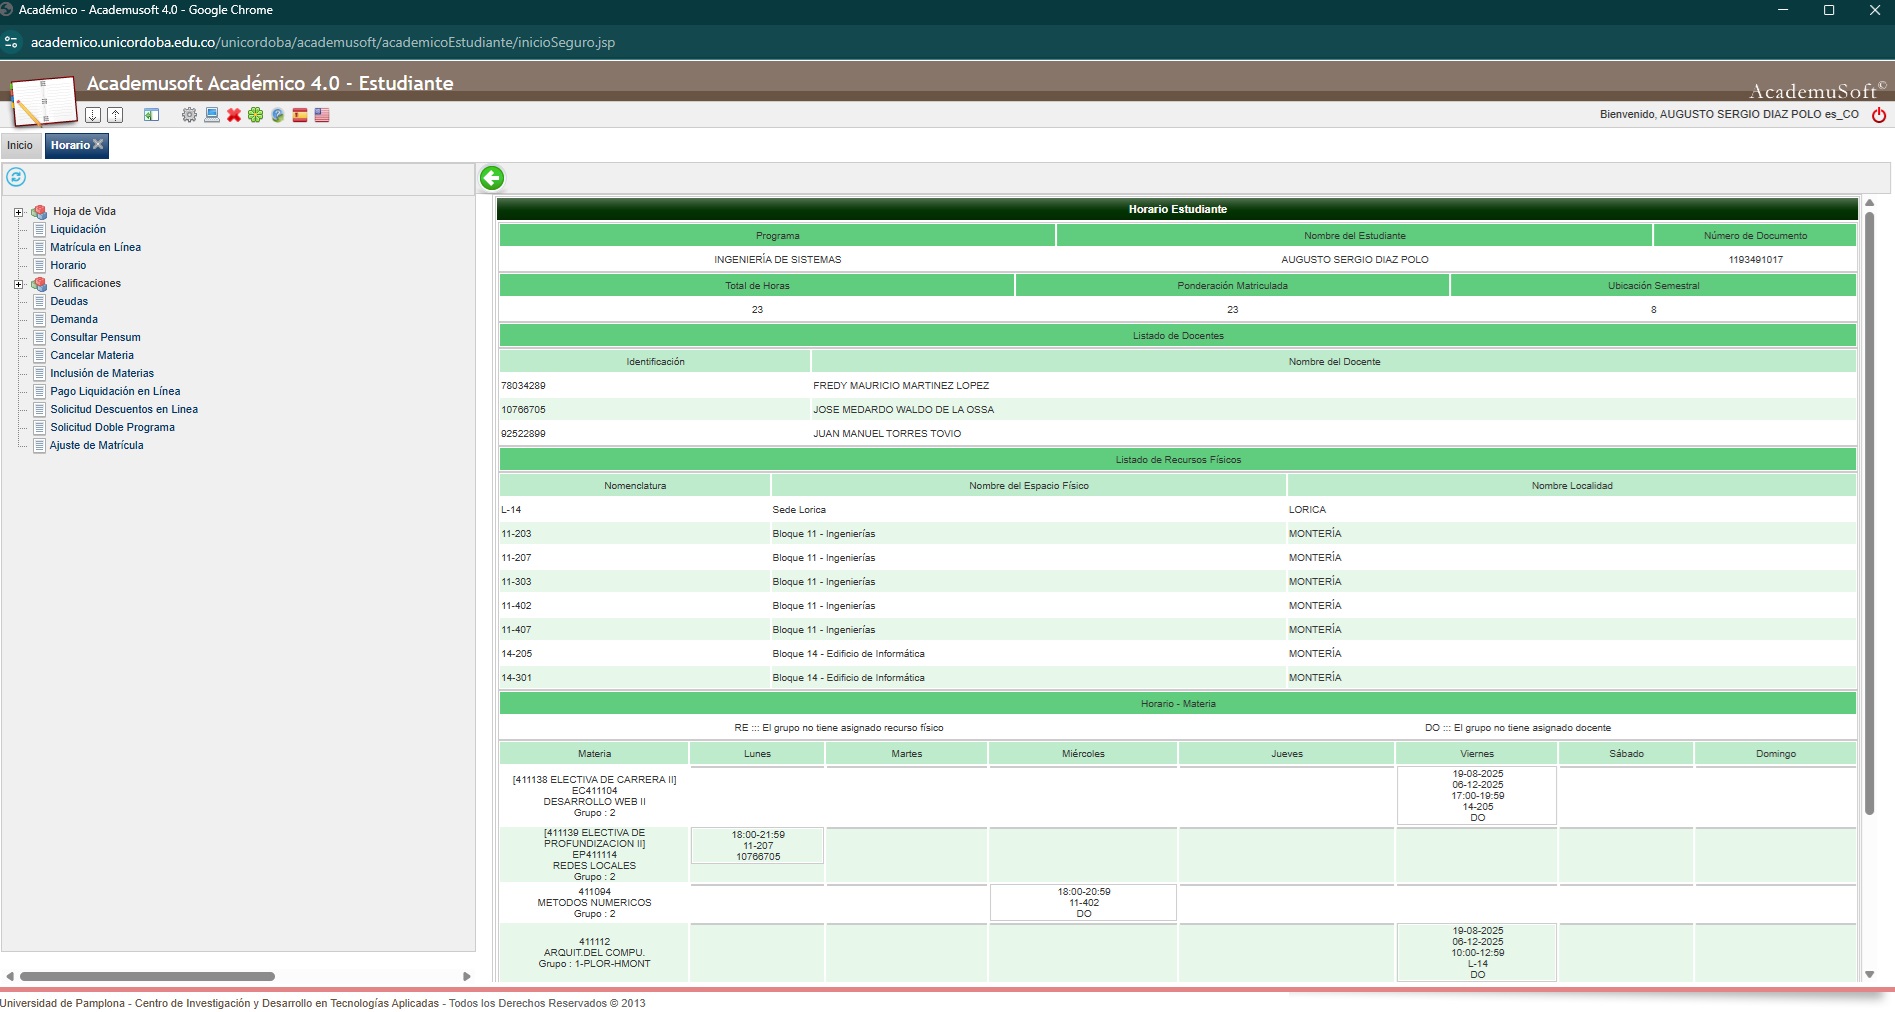 Académico - Academusoft 4.0 - Google Chrome
academico.unicordoba.edu.co/unicordoba/academusoft/academicoEstudiante/inicioSeguro.jsp
Academusoft Académico 4.0 - Estudiante
AcademuSoft©
Bienvenido, AUGUSTO SERGIO DIAZ POLO es_CO
Inicio
Horario
Hoja de Vida
Liquidación
Matrícula en Línea
Horario
Calificaciones
Deudas
Demanda
Consultar Pensum
Cancelar Materia
Inclusión de Materias
Pago Liquidación en Línea
Solicitud Descuentos en Linea
Solicitud Doble Programa
Ajuste de Matrícula
Horario Estudiante
Programa Nombre del Estudiante Número de Documento
INGENIERÍA DE SISTEMAS AUGUSTO SERGIO DIAZ POLO 1193491017
Total de Horas Ponderación Matriculada Ubicación Semestral
23 23 8
Listado de Docentes
Identificación Nombre del Docente
78034289 FREDY MAURICIO MARTINEZ LOPEZ
10766705 JOSE MEDARDO WALDO DE LA OSSA
92522899 JUAN MANUEL TORRES TOVIO
Listado de Recursos Físicos
Nomenclatura Nombre del Espacio Físico Nombre Localidad
L-14 Sede Lorica LORICA
11-203 Bloque 11 - Ingenierías MONTERÍA
11-207 Bloque 11 - Ingenierías MONTERÍA
11-303 Bloque 11 - Ingenierías MONTERÍA
11-402 Bloque 11 - Ingenierías MONTERÍA
11-407 Bloque 11 - Ingenierías MONTERÍA
14-205 Bloque 14 - Edificio de Informática MONTERÍA
14-301 Bloque 14 - Edificio de Informática MONTERÍA
Horario - Materia
RE ::: El grupo no tiene asignado recurso físico DO ::: El grupo no tiene asignado docente
Materia Lunes Martes Miércoles Jueves Viernes Sábado Domingo
[411138 ELECTIVA DE CARRERA II]
EC411104
DESARROLLO WEB II
Grupo : 2
19-08-2025
06-12-2025
17:00-19:59
14-205
DO
[411139 ELECTIVA DE
PROFUNDIZACION II]
EP411114
REDES LOCALES
Grupo : 2
18:00-21:59
11-207
10766705
411094
METODOS NUMERICOS
Grupo : 2
18:00-20:59
11-402
DO
411112
ARQUIT.DEL COMPU.
Grupo : 1-PLOR-HMONT
19-08-2025
06-12-2025
10:00-12:59
L-14
DO
Universidad de Pamplona - Centro de Investigación y Desarrollo en Tecnologías Aplicadas - Todos los Derechos Reservados © 2013